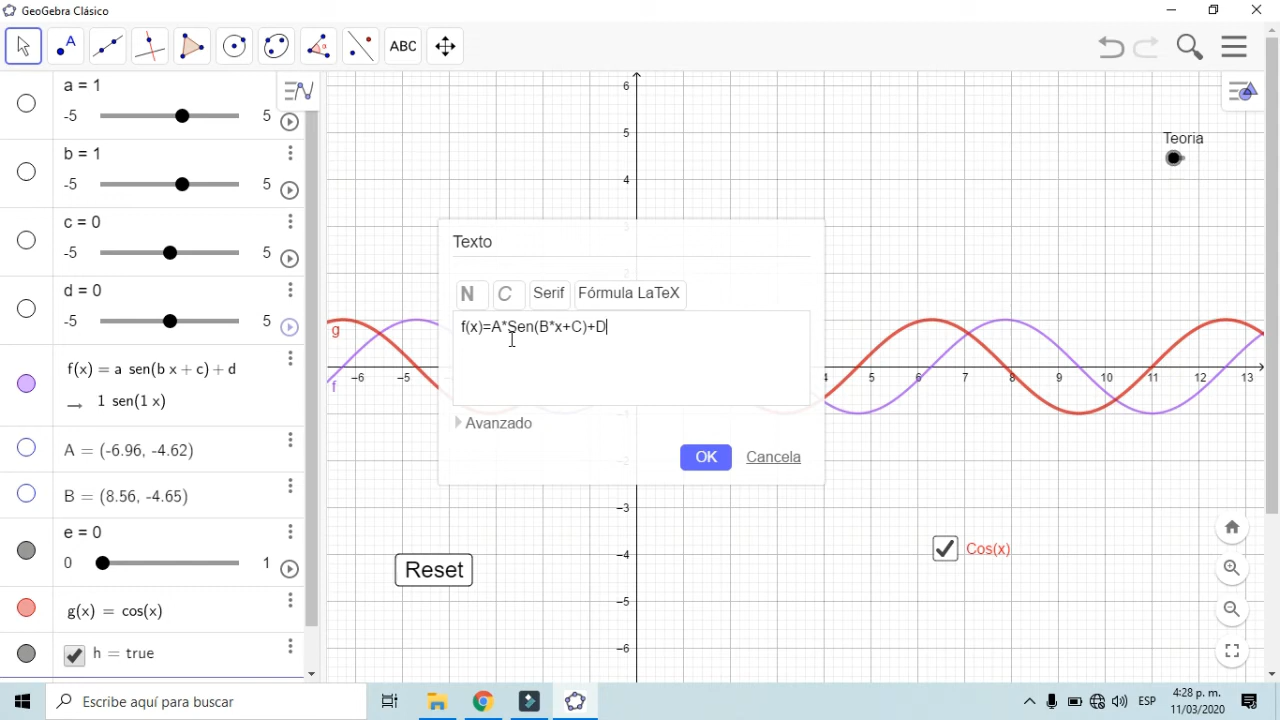 GeoGebra Clásico
A
ABC
a = 1
-5
5
b = 1
-5
5
c = 0
-5
5
d = 0
-5
5
f(x) = a sen(b x + c) + d
→ 1 sen(1 x)
A = (-6.96, -4.62)
B = (8.56, -4.65)
e = 0
0
1
g(x) = cos(x)
h = true
6
5
4
−3
−4
−5
−6
−6
−5
4
5
6
7
8
9
10
11
12
13
g
f
Teoria
Texto
N
C
Serif
Fórmula LaTeX
f(x)=A*Sen(B*x+C)+D
Avanzado
OK
Cancela
Reset
Cos(x)
Escribe aquí para buscar
ESP
4:28 p. m.
11/03/2020